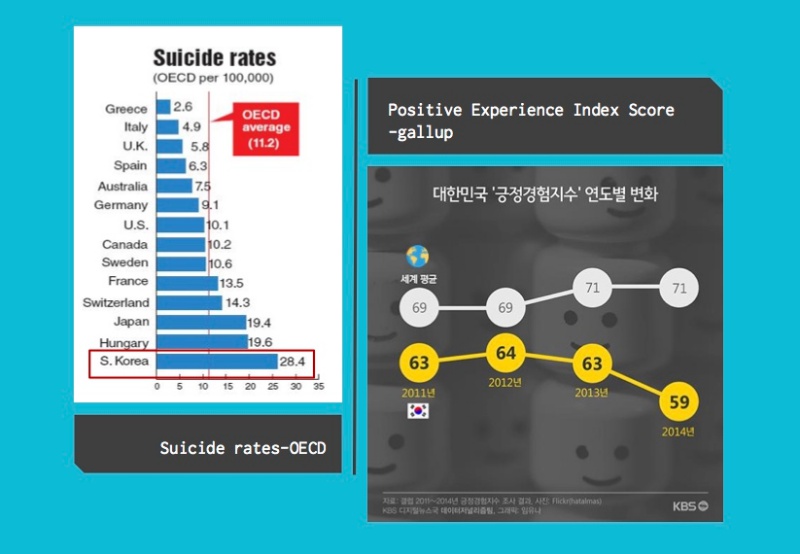 Suicide rates
(OECD per 100,000)
OECD
average
(11.2)
Greece 2.6
Italy 4.9
U.K. 5.8
Spain 6.3
Australia 7.5
Germany 9.1
U.S. 10.1
Canada 10.2
Sweden 10.6
France 13.5
Switzerland 14.3
Japan 19.4
Hungary 19.6
S. Korea 28.4
0 5 10 15 20 25 30 35
Suicide rates-OECD
Positive Experience Index Score
-gallup
대한민국 '긍정경험지수' 연도별 변화
세계 평균
69 69 71 71
63 64 63 59
2011년 2012년 2013년 2014년
자료: 갤럽 2011~2014년 긍정경험지수 조사 결과, 사진: Flickr(hatalmas)
KBS 디지털뉴스국 데이터저널리즘팀, 그래픽: 임유나
KBS